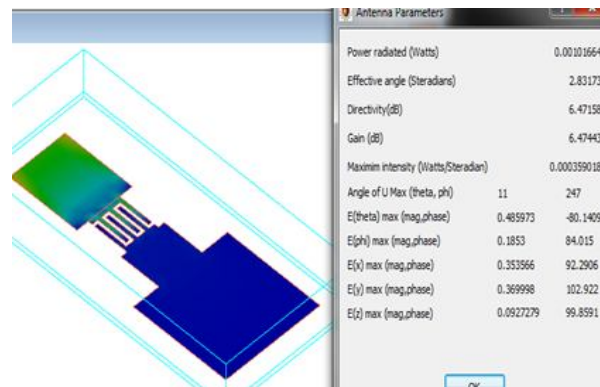 Antenna Parameters
Power radiated (Watts) 0.00101664
Effective angle (Steradians) 2.83173
Directivity(dB) 6.47158
Gain (dB) 6.47443
Maximim intensity (Watts/Steradian) 0.000359018
Angle of U Max (theta, phi) 11 247
E(theta) max (mag,phase) 0.485973 -80.1409
E(phi) max (mag,phase) 0.1853 84.015
E(x) max (mag,phase) 0.353566 92.2906
E(y) max (mag,phase) 0.369998 102.922
E(z) max (mag,phase) 0.0927279 99.8591
OK